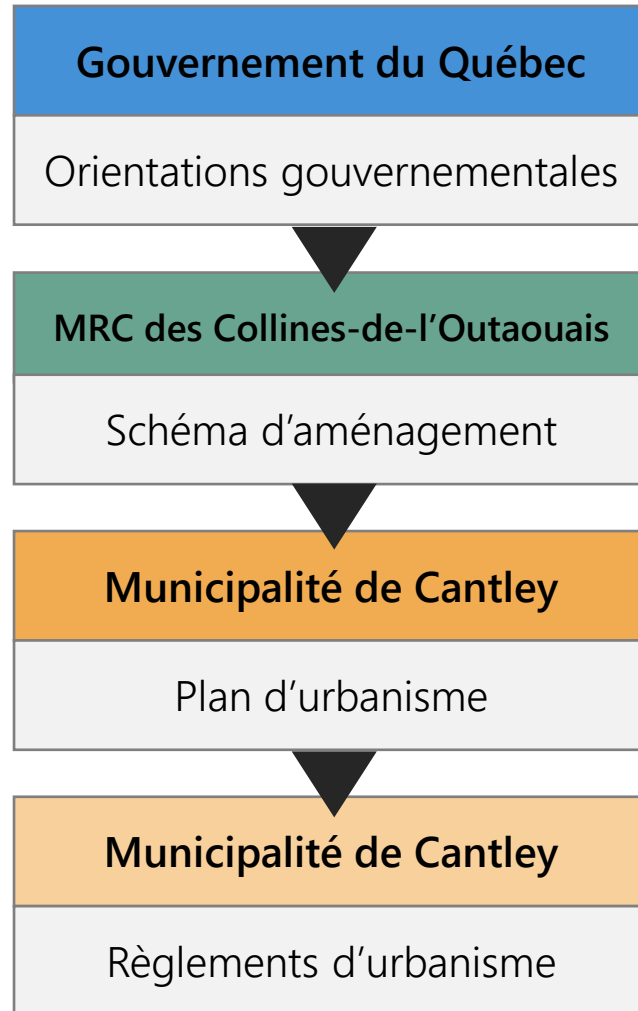 Gouvernement du Québec
Orientations gouvernementales
MRC des Collines-de-l’Outaouais
Schéma d’aménagement
Municipalité de Cantley
Plan d’urbanisme
Municipalité de Cantley
Règlements d’urbanisme